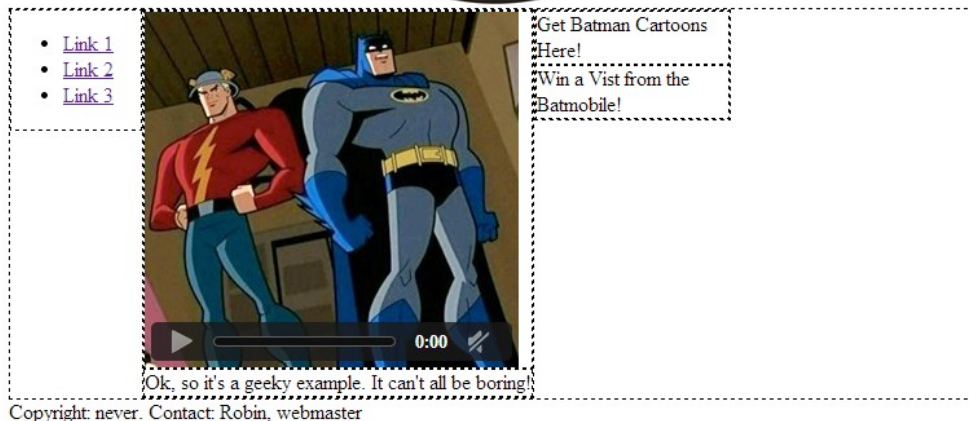 Link 1
Link 2
Link 3
0:00
Ok, so it's a geeky example. It can't all be boring!
Get Batman Cartoons
Here!
Win a Vist from the
Batmobile!
Copyright: never. Contact: Robin, webmaster